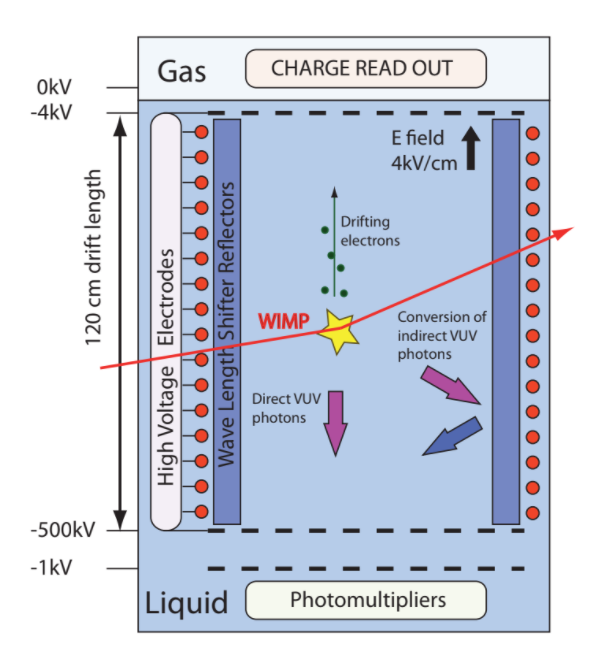 Gas
CHARGE READ OUT
0kV
-4kV
E field
4kV/cm
120 cm drift length
High Voltage Electrodes
Wave Length Shifter Reflectors
Drifting
electrons
WIMP
Conversion of
indirect VUV
photons
Direct VUV
photons
-500kV
-1kV
Liquid
Photomultipliers